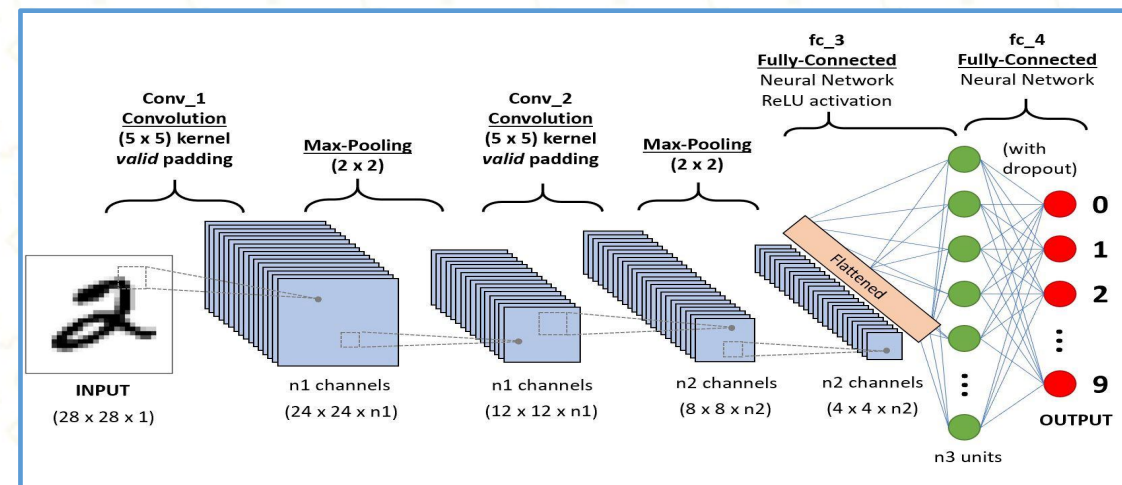 fc_3
Fully-Connected
Neural Network
ReLU activation
fc_4
Fully-Connected
Neural Network
Conv_1
Convolution
(5 x 5) kernel
valid padding
Max-Pooling
(2 x 2)
Conv_2
Convolution
(5 x 5) kernel
valid padding
Max-Pooling
(2 x 2)
(with
dropout)
Flattened
0
1
2
9
INPUT
(28 x 28 x 1)
n1 channels
(24 x 24 x n1)
n1 channels
(12 x 12 x n1)
n2 channels
(8 x 8 x n2)
n2 channels
(4 x 4 x n2)
n3 units
OUTPUT